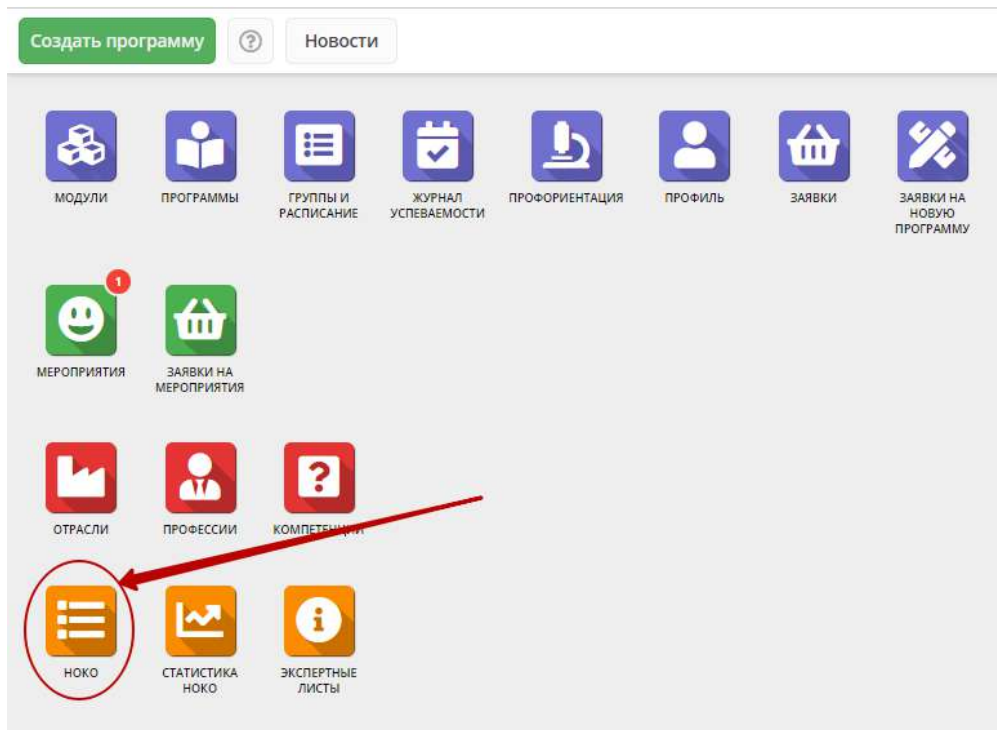 Создать программу
?
Новости
МОДУЛИ
ПРОГРАММЫ
ГРУППЫ И
РАСПИСАНИЕ
ЖУРНАЛ
УСПЕВАЕМОСТИ
ПРОФОРИЕНТАЦИЯ
ПРОФИЛЬ
ЗАЯВКИ
ЗАЯВКИ НА
НОВУЮ
ПРОГРАММУ
1
МЕРОПРИЯТИЯ
ЗАЯВКИ НА
МЕРОПРИЯТИЯ
?
ОТРАСЛИ
ПРОФЕССИИ
КОМПЕТЕНЦИИ
i
НОКО
СТАТИСТИКА
НОКО
ЭКСПЕРТНЫЕ
ЛИСТЫ